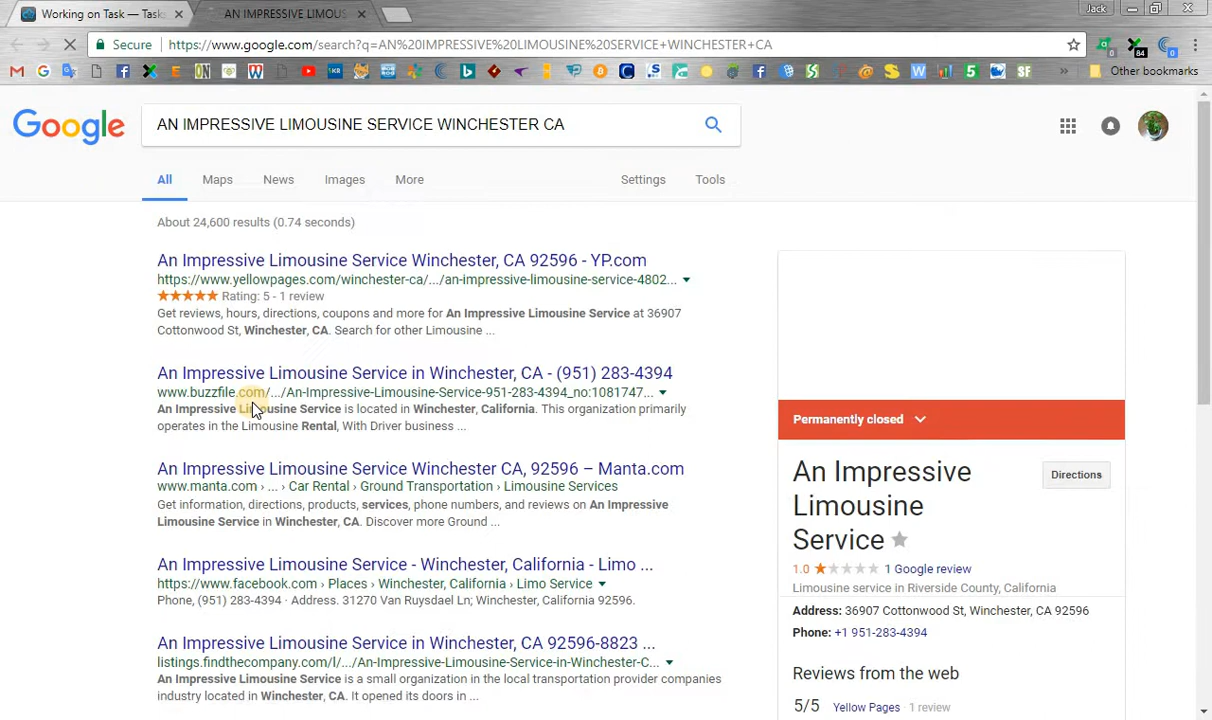 Working on Task — Task
AN IMPRESSIVE LIMOUS
Jack
Secure
https://www.google.com/search?q=AN%20IMPRESSIVE%20LIMOUSINE%20SERVICE+WINCHESTER+CA
0
84
0
Other bookmarks
Google
AN IMPRESSIVE LIMOUSINE SERVICE WINCHESTER CA
All Maps News Images More Settings Tools
About 24,600 results (0.74 seconds)
An Impressive Limousine Service Winchester, CA 92596 - YP.com
https://www.yellowpages.com/winchester-ca/.../an-impressive-limousine-service-4802...
Rating: 5 - 1 review
Get reviews, hours, directions, coupons and more for An Impressive Limousine Service at 36907
Cottonwood St, Winchester, CA. Search for other Limousine ...
An Impressive Limousine Service in Winchester, CA - (951) 283-4394
www.buzzfile.com/.../An-Impressive-Limousine-Service-951-283-4394_no:1081747...
An Impressive Limousine Service is located in Winchester, California. This organization primarily
operates in the Limousine Rental, With Driver business ...
An Impressive Limousine Service Winchester CA, 92596 – Manta.com
www.manta.com › ... › Car Rental › Ground Transportation › Limousine Services
Get information, directions, products, services, phone numbers, and reviews on An Impressive
Limousine Service in Winchester, CA. Discover more Ground ...
An Impressive Limousine Service - Winchester, California - Limo ...
https://www.facebook.com › Places › Winchester, California › Limo Service
Phone, (951) 283-4394 · Address. 31270 Van Ruysdael Ln; Winchester, California 92596.
An Impressive Limousine Service in Winchester, CA 92596-8823 ...
listings.findthecompany.com/l/.../An-Impressive-Limousine-Service-in-Winchester-C...
An Impressive Limousine Service is a small organization in the local transportation provider companies
industry located in Winchester, CA. It opened its doors in ...
Permanently closed
An Impressive
Limousine
Service
Directions
1.0 1 Google review
Limousine service in Riverside County, California
Address: 36907 Cottonwood St, Winchester, CA 92596
Phone: +1 951-283-4394
Reviews from the web
5/5 Yellow Pages · 1 review